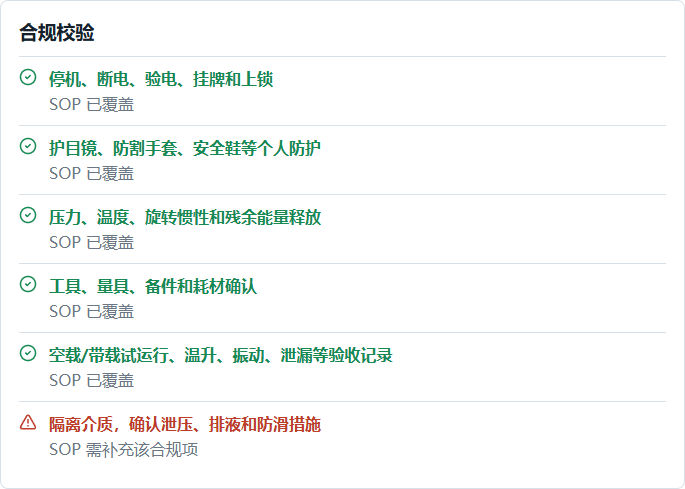 合规校验
停机、断电、验电、挂牌和上锁
SOP 已覆盖
护目镜、防割手套、安全鞋等个人防护
SOP 已覆盖
压力、温度、旋转惯性和残余能量释放
SOP 已覆盖
工具、量具、备件和耗材确认
SOP 已覆盖
空载/带载试运行、温升、振动、泄漏等验收记录
SOP 已覆盖
隔离介质，确认泄压、排液和防滑措施
SOP 需补充该合规项